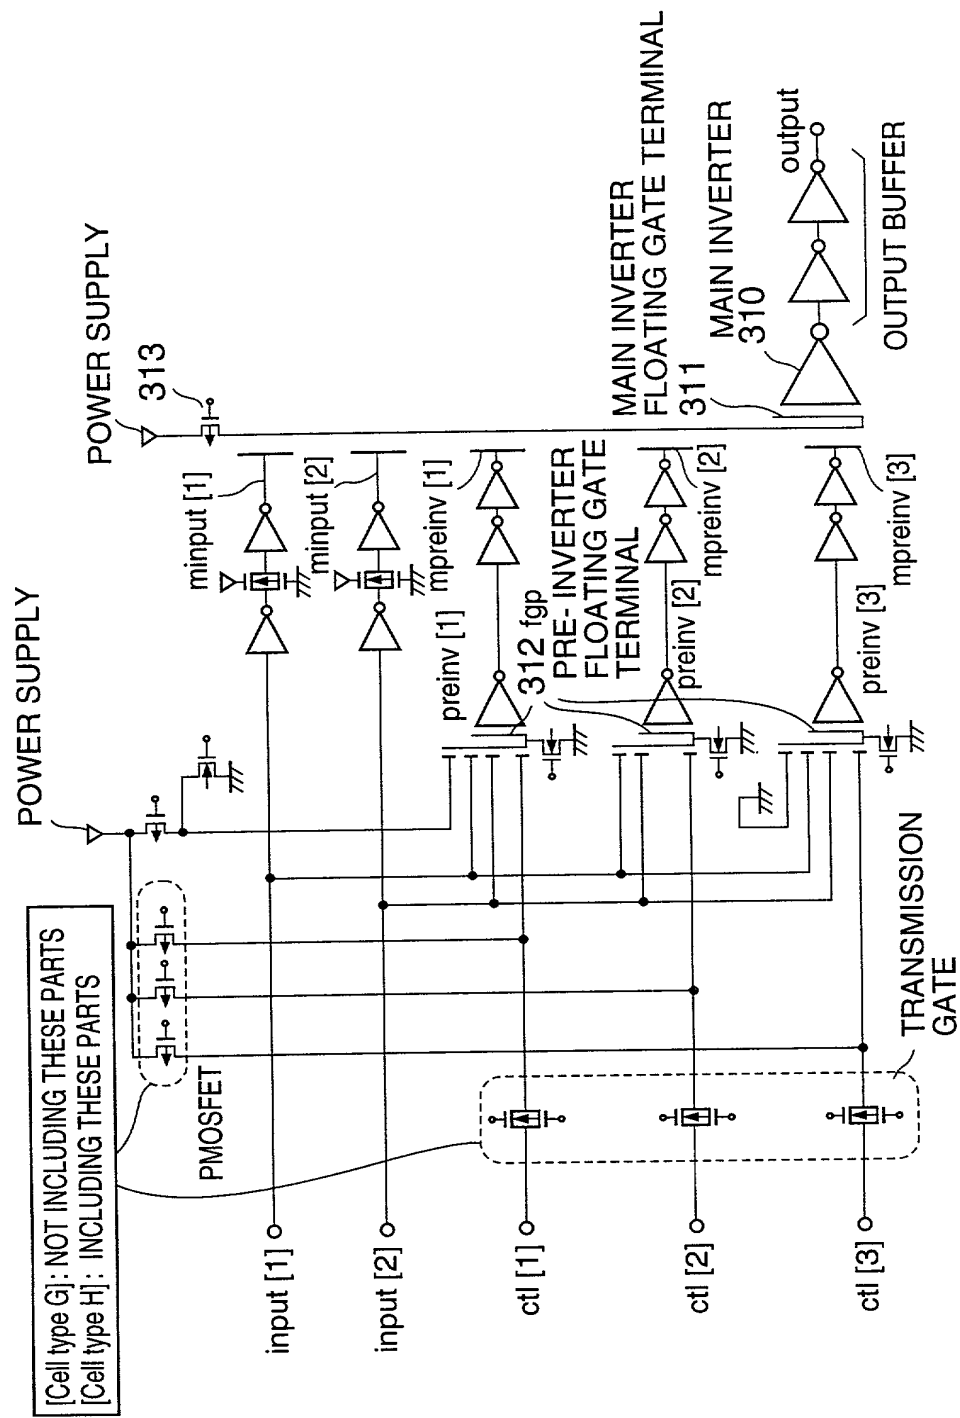 [Cell type G]: NOT INCLUDING THESE PARTS
[Cell type H]: INCLUDING THESE PARTS
POWER SUPPLY
POWER SUPPLY
313
PMOSFET
input [1]
minput [1]
input [2]
minput [2]
MAIN INVERTER
FLOATING GATE TERMINAL
311
MAIN INVERTER
310
output
OUTPUT BUFFER
ctl [1]
preinv [1]
mpreinv [1]
312 fgp
PRE- INVERTER
FLOATING GATE
TERMINAL
ctl [2]
preinv [2]
mpreinv [2]
ctl [3]
preinv [3]
mpreinv [3]
TRANSMISSION
GATE